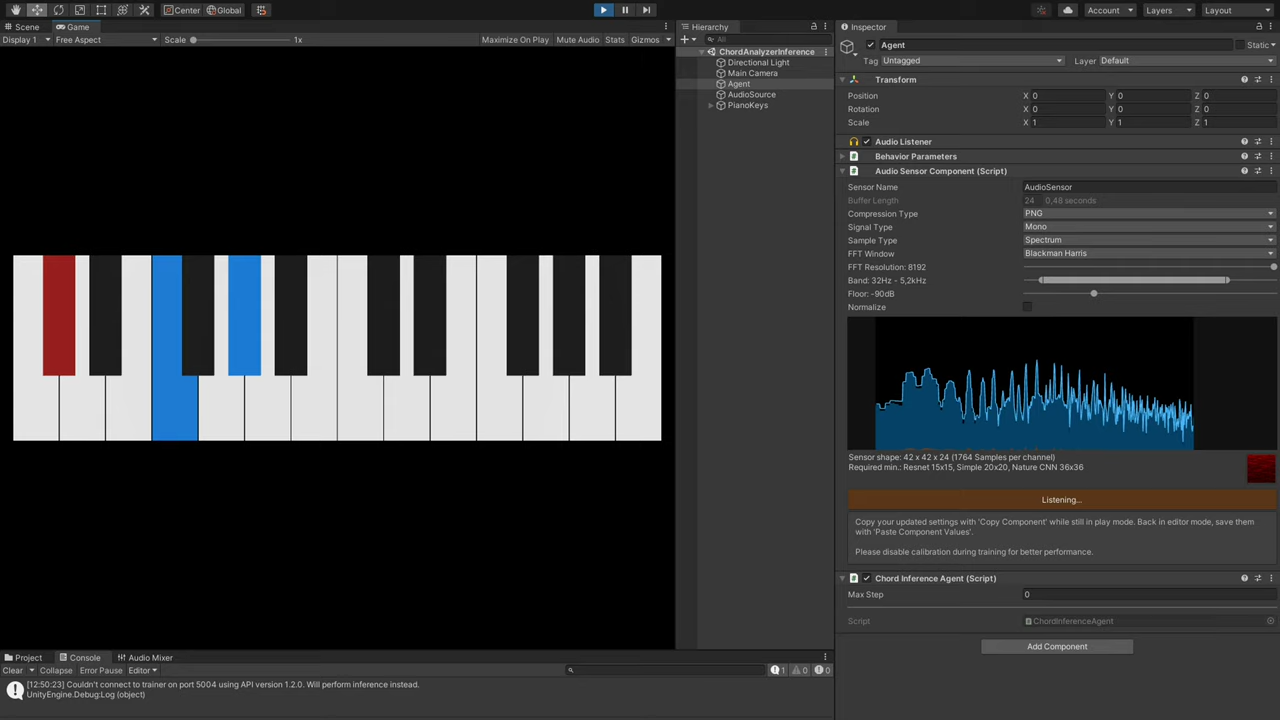 Center
Global
Account
Layers
Layout
Scene
Game
Display 1
Free Aspect
Scale
1x
Maximize On Play
Mute Audio
Stats
Gizmos
Hierarchy
All
ChordAnalyzerInference
Directional Light
Main Camera
Agent
AudioSource
PianoKeys
Inspector
Agent
Static
Tag Untagged Layer Default
Transform
Position X 0 Y 0 Z 0
Rotation X 0 Y 0 Z 0
Scale X 1 Y 1 Z 1
Audio Listener
Behavior Parameters
Audio Sensor Component (Script)
Sensor Name AudioSensor
Buffer Length 24 0,48 seconds
Compression Type PNG
Signal Type Mono
Sample Type Spectrum
FFT Window Blackman Harris
FFT Resolution: 8192
Band: 32Hz - 5,2kHz
Floor: -90dB
Normalize
Sensor shape: 42 x 42 x 24 (1764 Samples per channel)
Required min.: Resnet 15x15, Simple 20x20, Nature CNN 36x36
Listening...
Copy your updated settings with 'Copy Component' while still in play mode. Back in editor mode, save them
with 'Paste Component Values'.
Please disable calibration during training for better performance.
Chord Inference Agent (Script)
Max Step 0
Script ChordInferenceAgent
Add Component
Project
Console
Audio Mixer
Clear
Collapse
Error Pause
Editor
1
0
0
[12:50:23] Couldn't connect to trainer on port 5004 using API version 1.2.0. Will perform inference instead.
UnityEngine.Debug:Log (object)